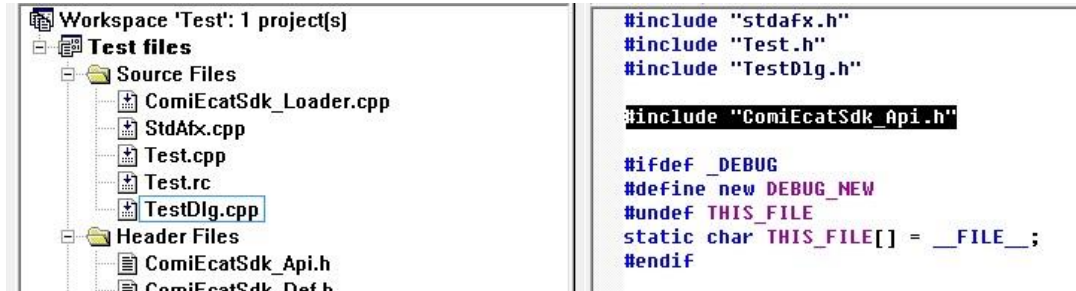 Workspace 'Test': 1 project(s)
Test files
Source Files
ComiEcatSdk_Loader.cpp
StdAfx.cpp
Test.cpp
Test.rc
TestDlg.cpp
Header Files
ComiEcatSdk_Api.h
ComiEcatSdk_Def.h
#include "stdafx.h"
#include "Test.h"
#include "TestDlg.h"
#include "ComiEcatSdk_Api.h"
#ifdef _DEBUG
#define new DEBUG_NEW
#undef THIS_FILE
static char THIS_FILE[] = __FILE__;
#endif